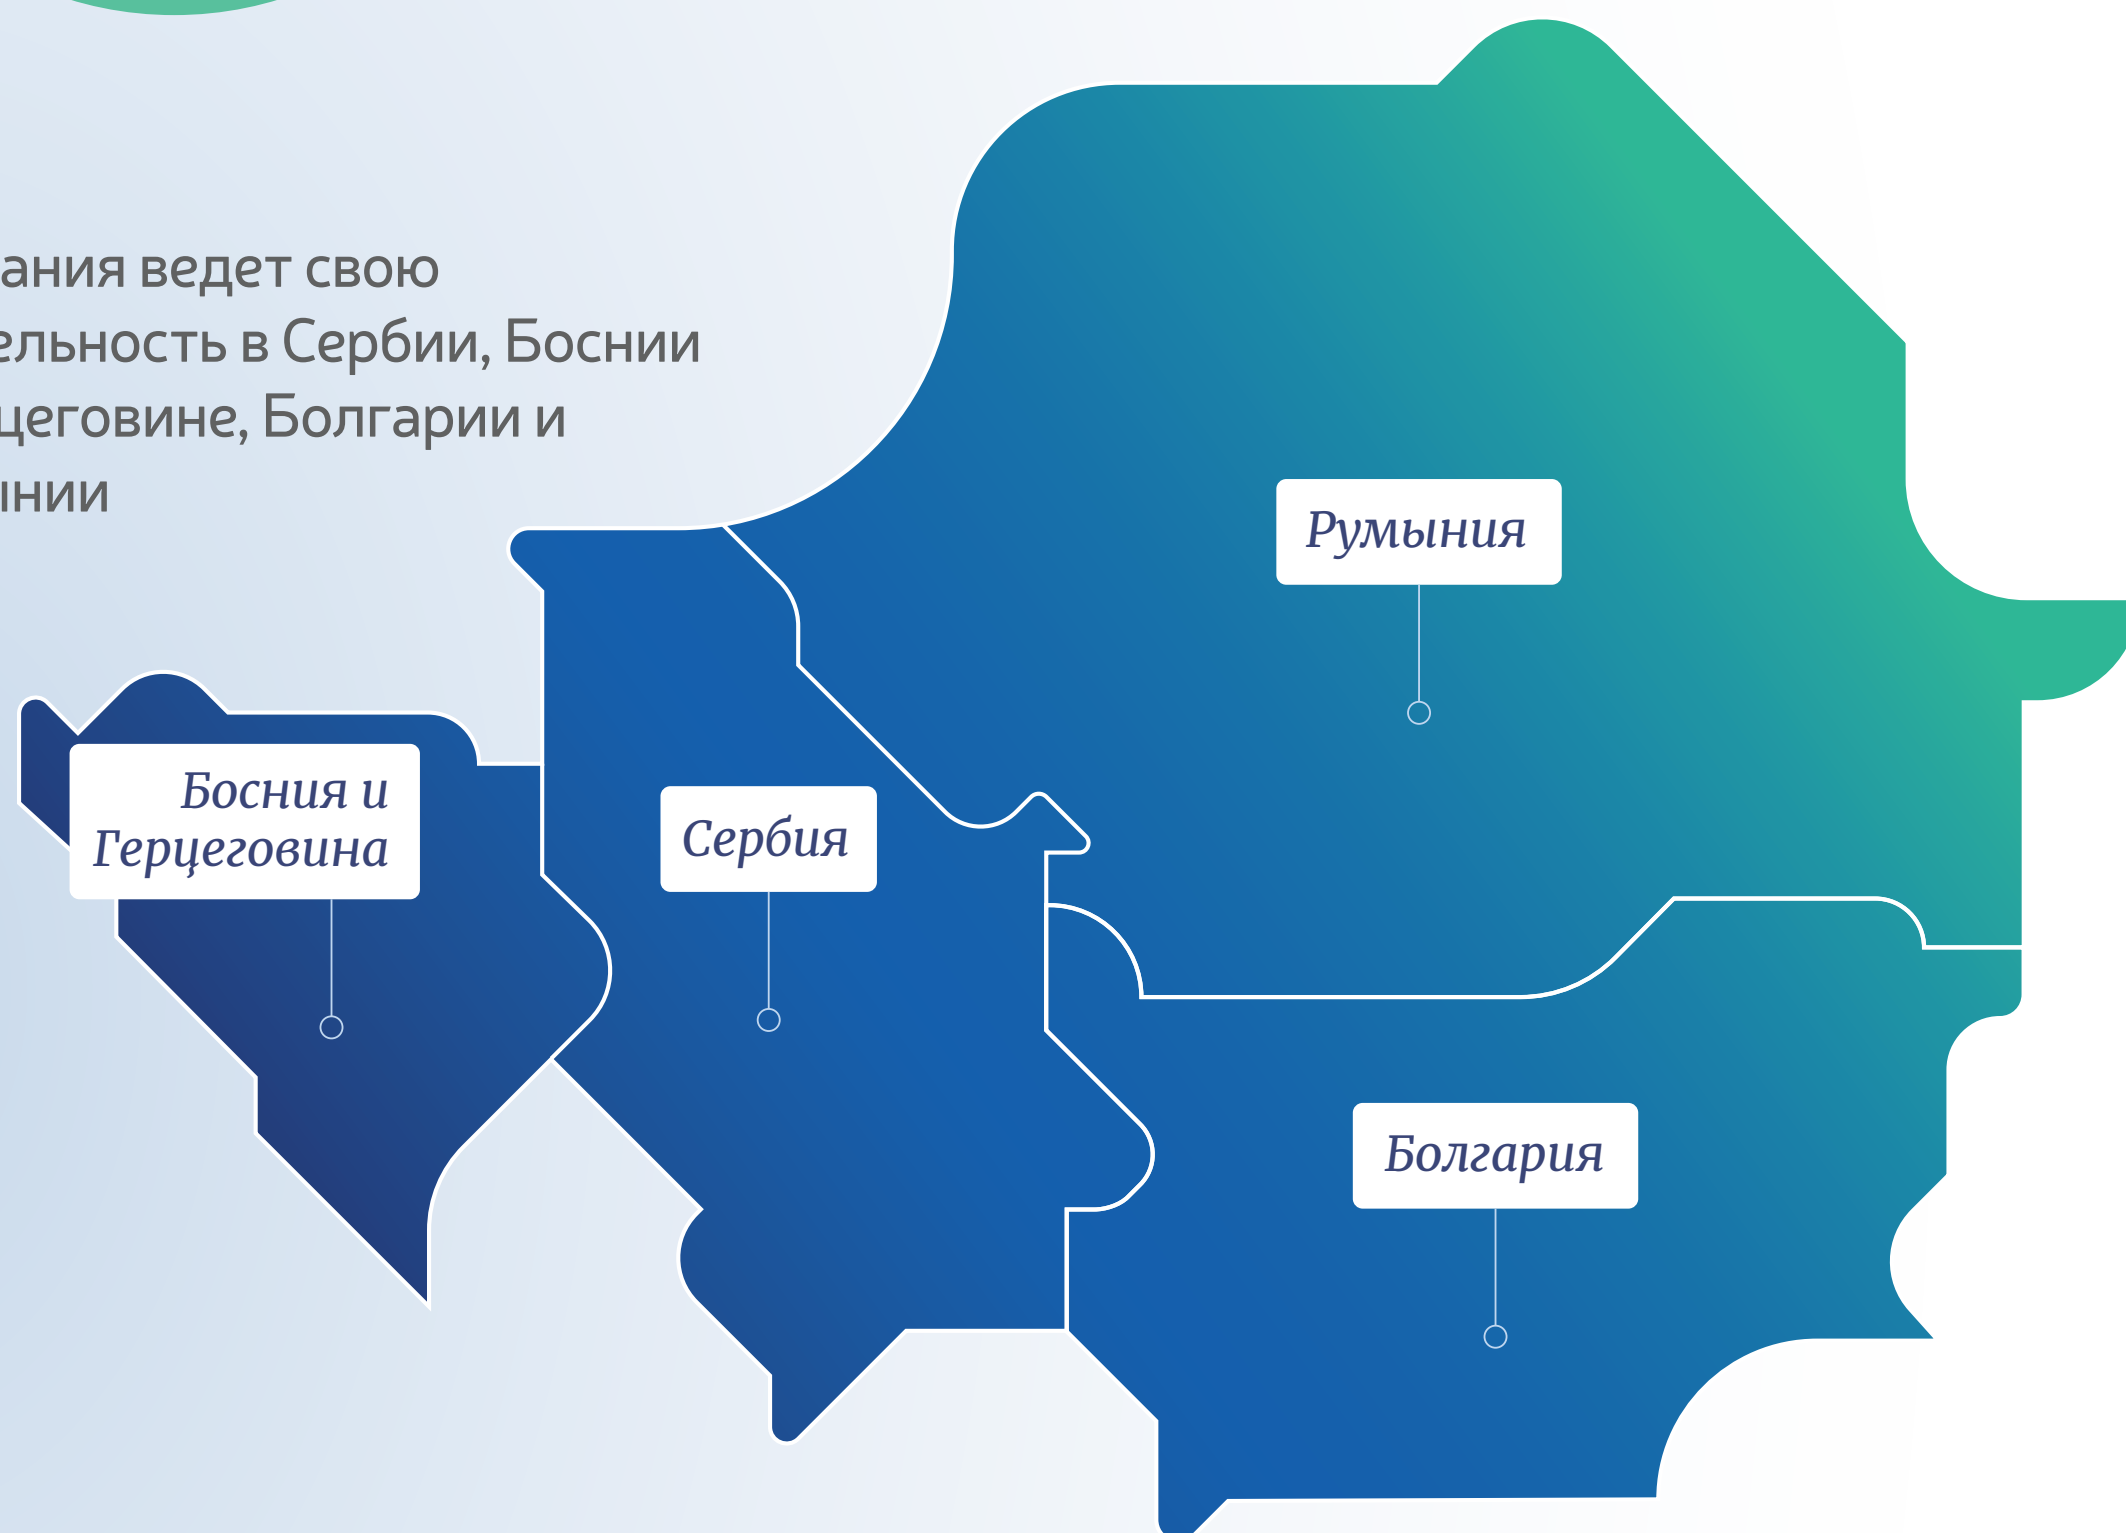 ания ведет свою
ельность в Сербии, Боснии
цеговине, Болгарии и
нии
Румыния
Босния и
Герцеговина
Сербия
Болгария